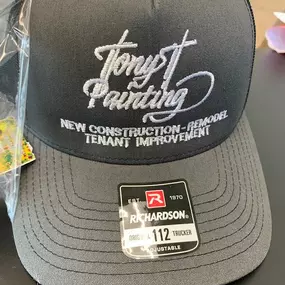 Tony T
Painting
NEW CONSTRUCTION-REMODEL
TENANT IMPROVEMENT
EST. 1970
R
RICHARDSON
112 TRUCKER
ADJUSTABLE